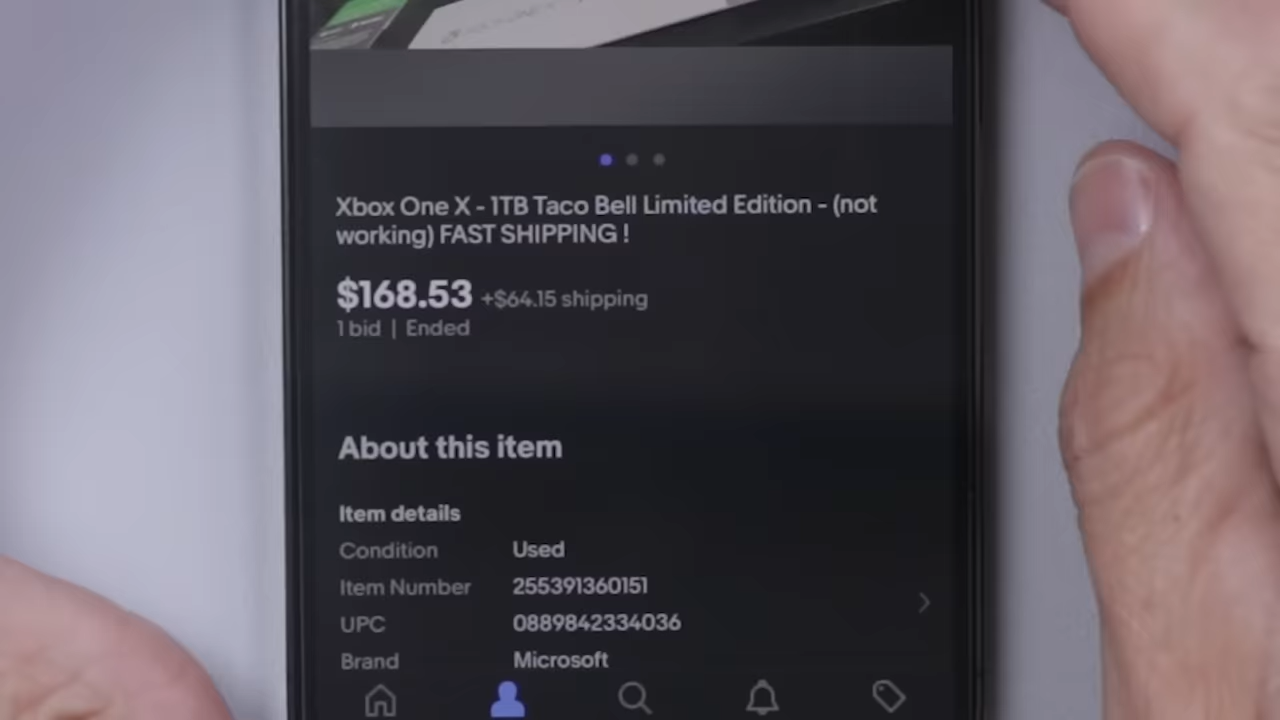 Xbox One X - 1TB Taco Bell Limited Edition - (not
working) FAST SHIPPING !
$168.53 +$64.15 shipping
1 bid | Ended
About this item
Item details
Condition Used
Item Number 255391360151
UPC 0889842334036
Brand Microsoft